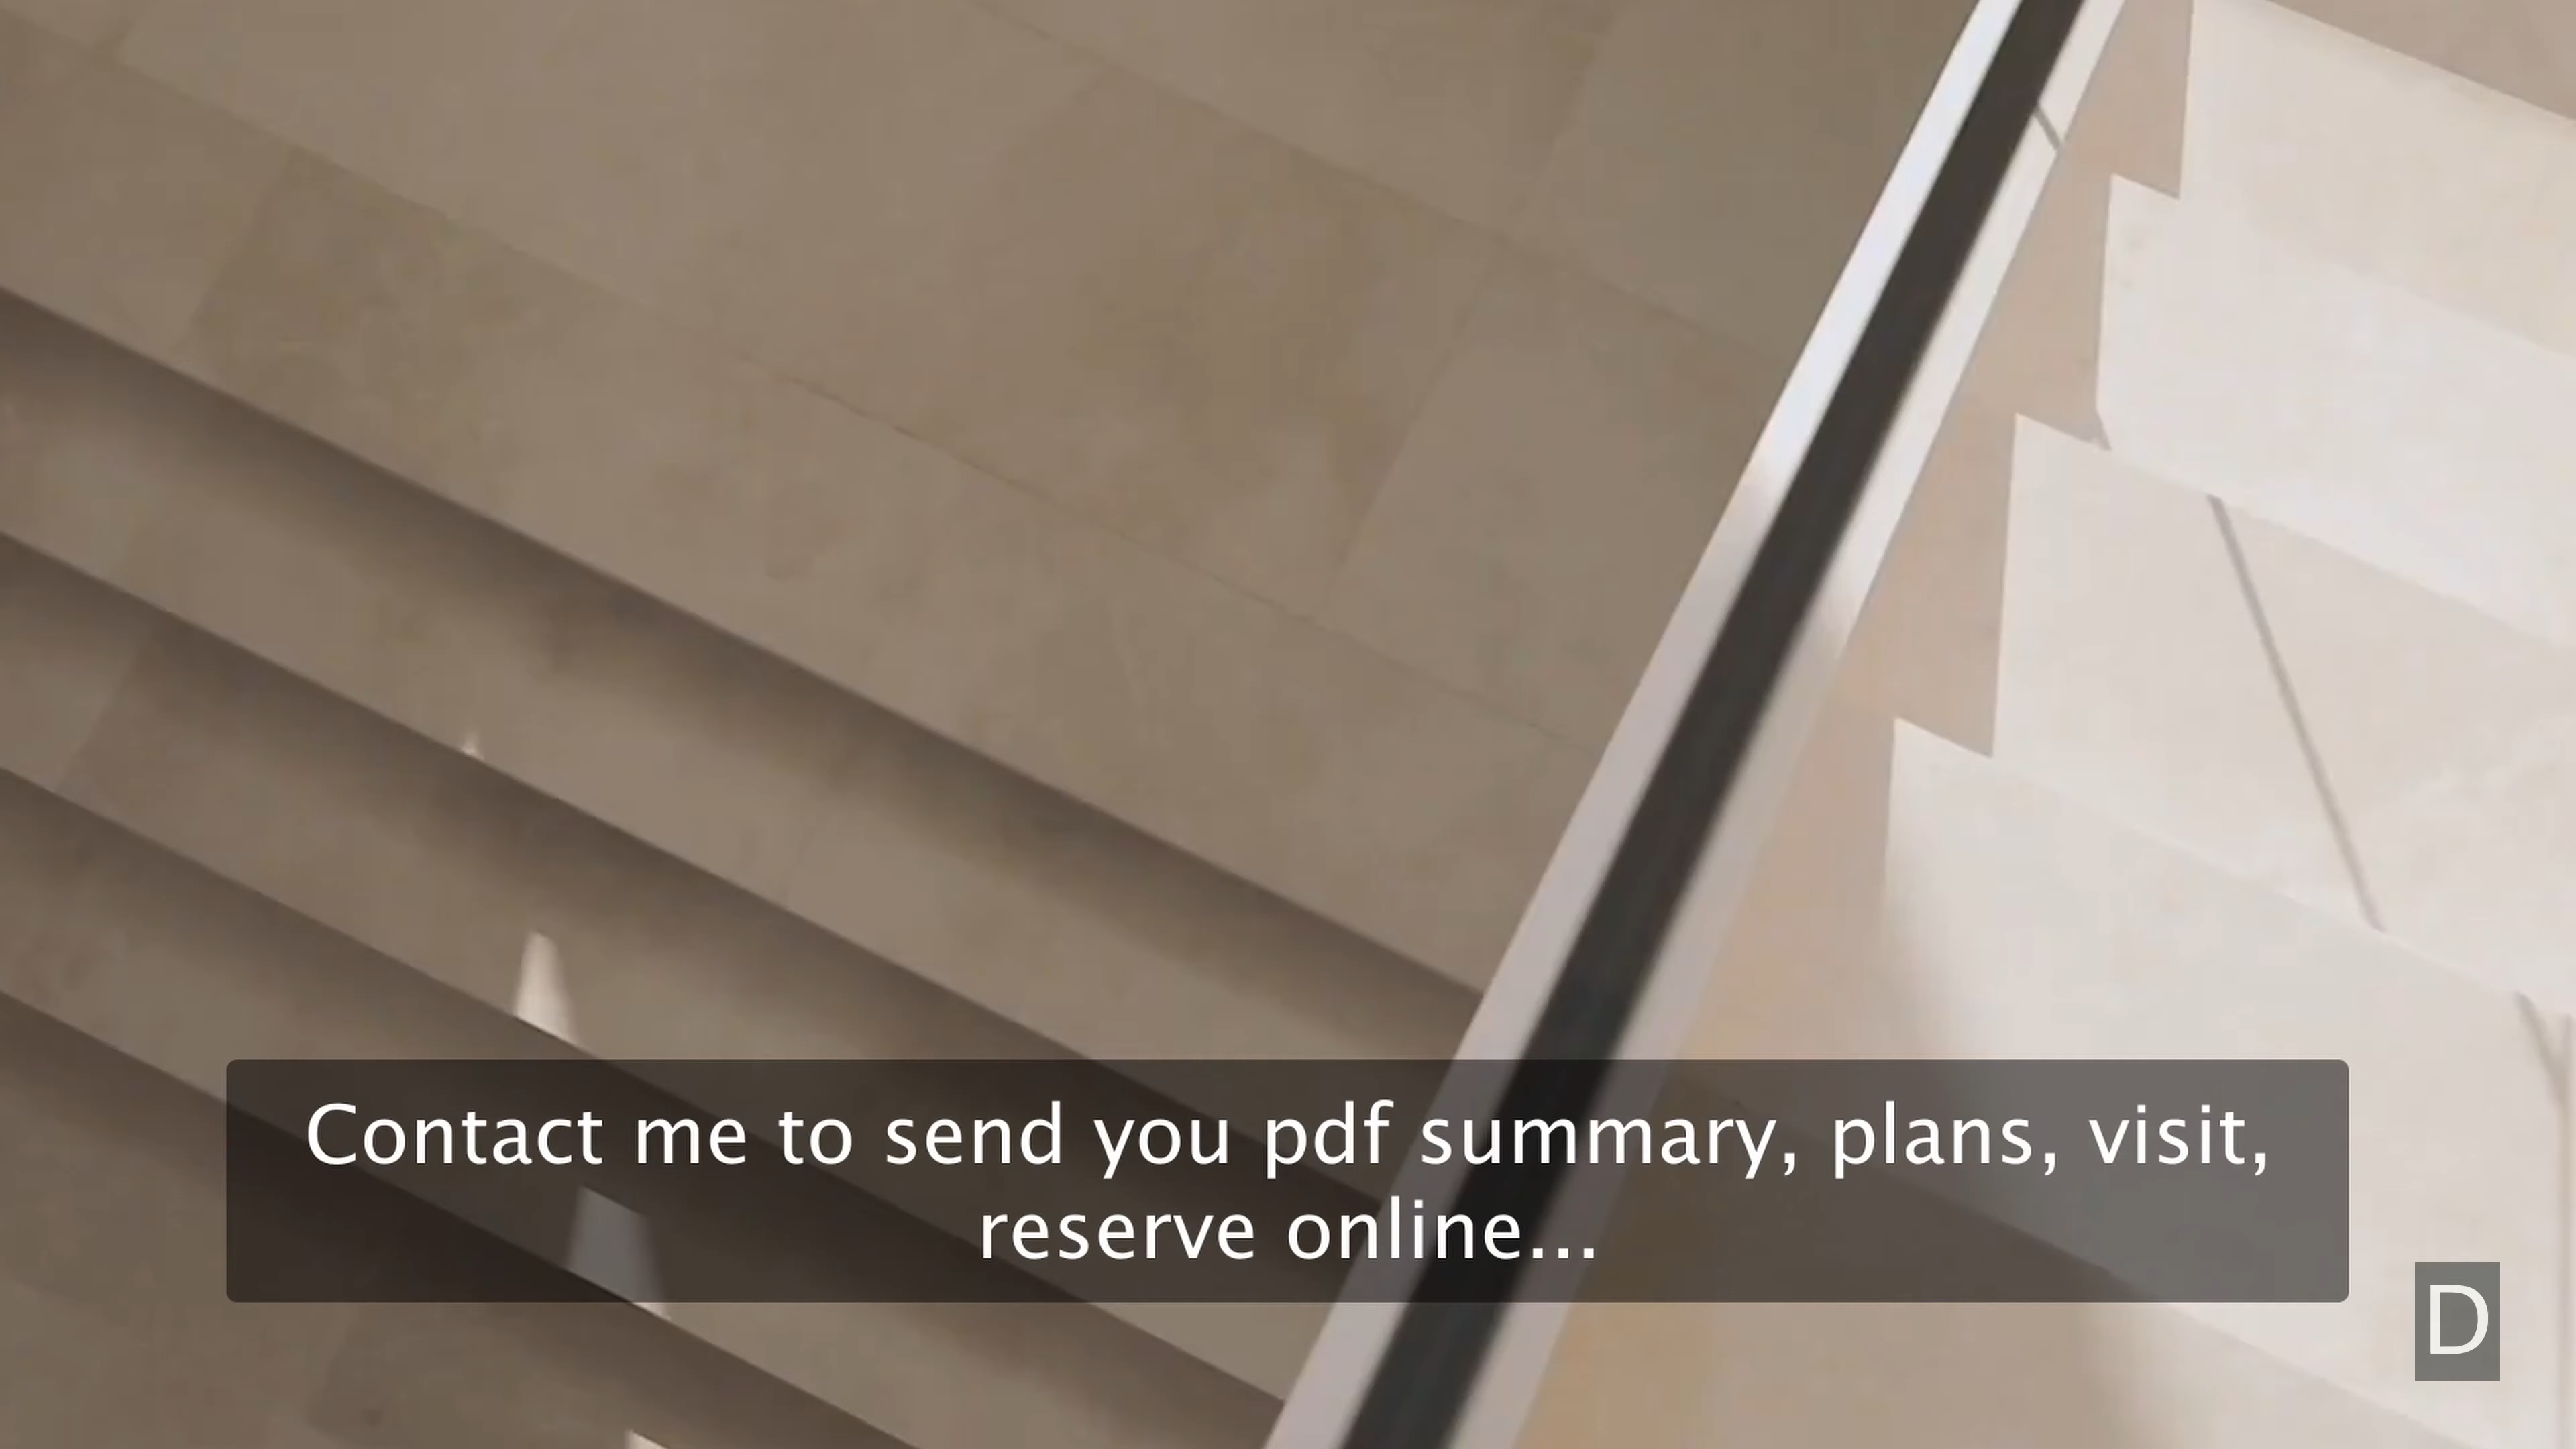 Contact me to send you pdf summary, plans, visit,
reserve online...
D